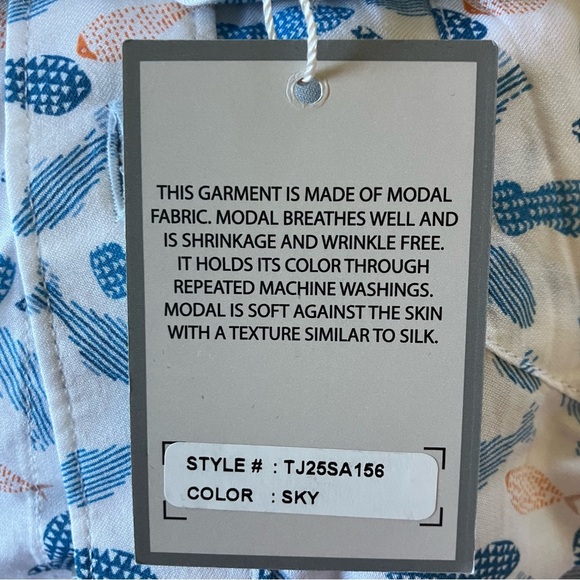 THIS GARMENT IS MADE OF MODAL
FABRIC. MODAL BREATHES WELL AND
IS SHRINKAGE AND WRINKLE FREE.
IT HOLDS ITS COLOR THROUGH
REPEATED MACHINE WASHINGS.
MODAL IS SOFT AGAINST THE SKIN
WITH A TEXTURE SIMILAR TO SILK.
STYLE # : TJ25SA156
COLOR : SKY